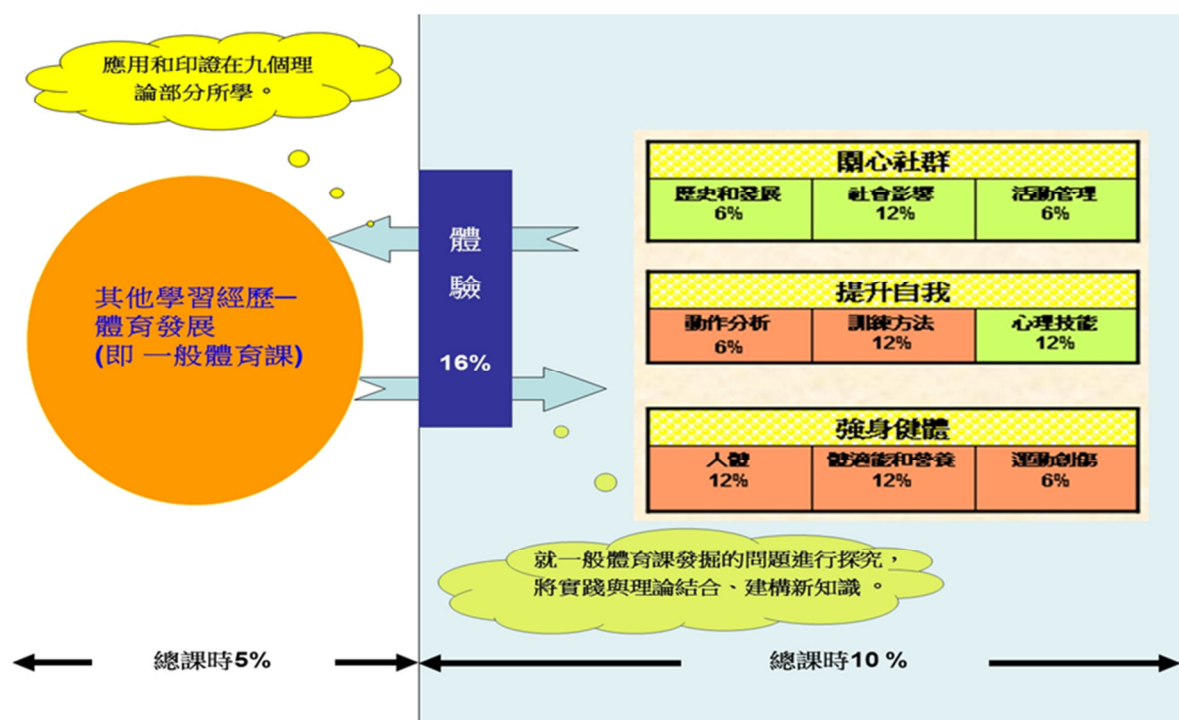 應用和印證在九個理
論部分所學。
其他學習經歷─
體育發展
(即 一般體育課)
體
驗
16%
關心社群
歷史和發展
6%
社會影響
12%
活動管理
6%
提升自我
動作分析
6%
訓練方法
12%
心理技能
12%
強身健體
人體
12%
體適能和營養
12%
運動創傷
6%
就一般體育課發掘的問題進行探究，
將實踐與理論結合、建構新知識 。
總課時5%
總課時10 %